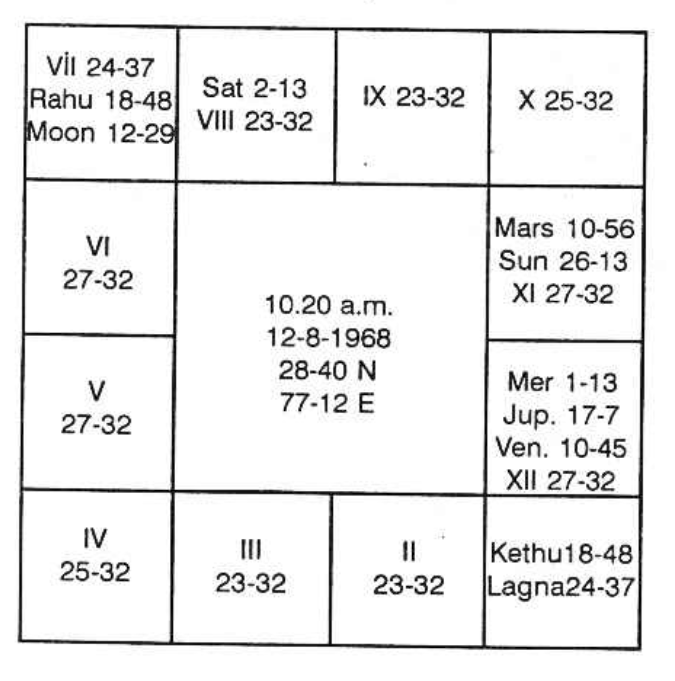 Vii 24-37
Rahu 18-48
Moon 12-29
Sat 2-13
VIII 23-32
IX 23-32
X 25-32
VI
27-32
10.20 a.m.
12-8-1968
28-40 N
77-12 E
Mars 10-56
Sun 26-13
XI 27-32
V
27-32
Mer 1-13
Jup. 17-7
Ven. 10-45
XII 27-32
IV
25-32
III
23-32
II
23-32
Kethu18-48
Lagna24-37